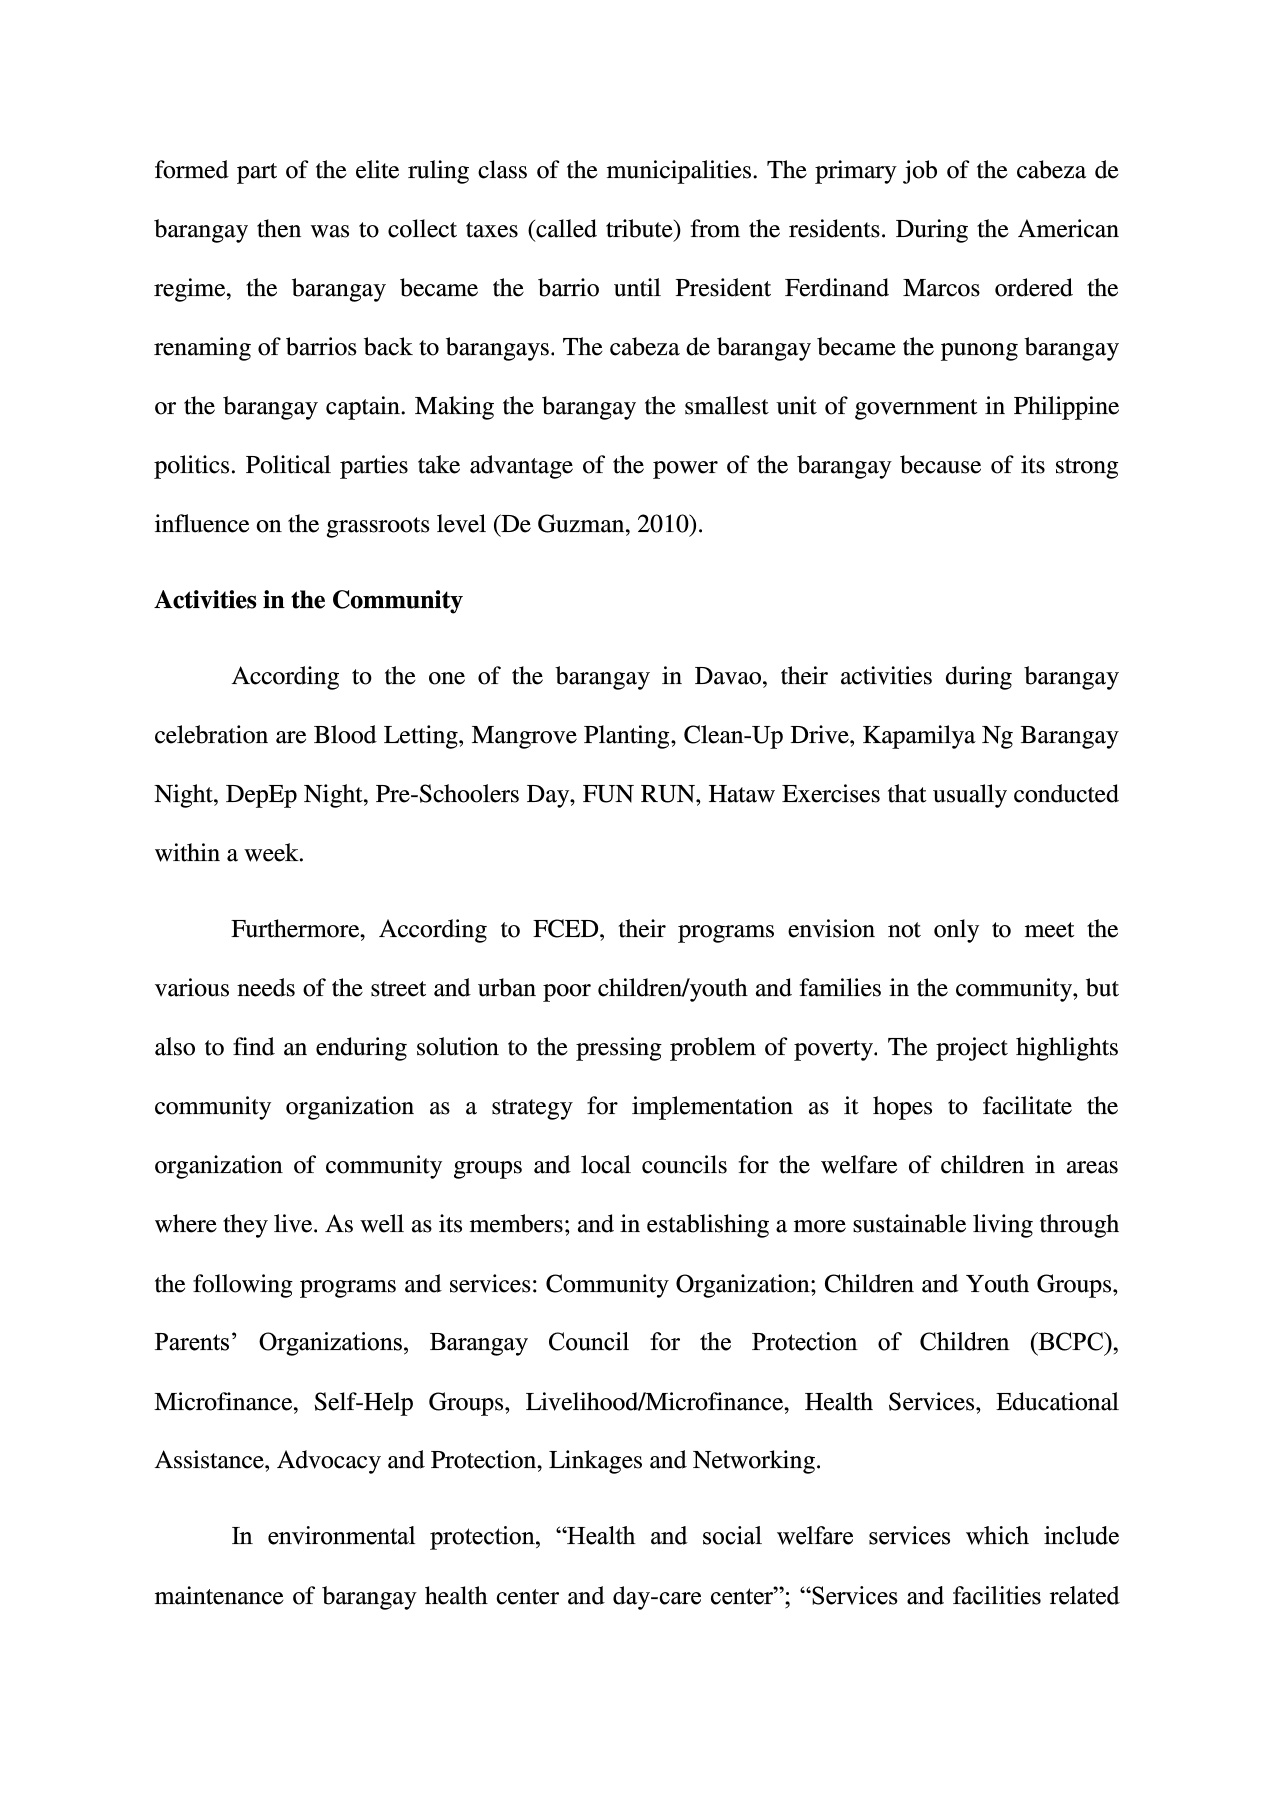 formed part of the elite ruling class of the municipalities. The primary job of the cabeza de
barangay then was to collect taxes (called tribute) from the residents. During the American
regime, the barangay became the barrio until President Ferdinand Marcos ordered the
renaming of barrios back to barangays. The cabeza de barangay became the punong barangay
or the barangay captain. Making the barangay the smallest unit of government in Philippine
politics. Political parties take advantage of the power of the barangay because of its strong
influence on the grassroots level (De Guzman, 2010).
Activities in the Community
According to the one of the barangay in Davao, their activities during barangay
celebration are Blood Letting, Mangrove Planting, Clean-Up Drive, Kapamilya Ng Barangay
Night, DepEp Night, Pre-Schoolers Day, FUN RUN, Hataw Exercises that usually conducted
within a week.
Furthermore, According to FCED, their programs envision not only to meet the
various needs of the street and urban poor children/youth and families in the community, but
also to find an enduring solution to the pressing problem of poverty. The project highlights
community organization as a strategy for implementation as it hopes to facilitate the
organization of community groups and local councils for the welfare of children in areas
where they live. As well as its members; and in establishing a more sustainable living through
the following programs and services: Community Organization; Children and Youth Groups,
Parents’ Organizations, Barangay Council for the Protection of Children (BCPC),
Microfinance, Self-Help Groups, Livelihood/Microfinance, Health Services, Educational
Assistance, Advocacy and Protection, Linkages and Networking.
In environmental protection, “Health and social welfare services which include
maintenance of barangay health center and day-care center”; “Services and facilities related